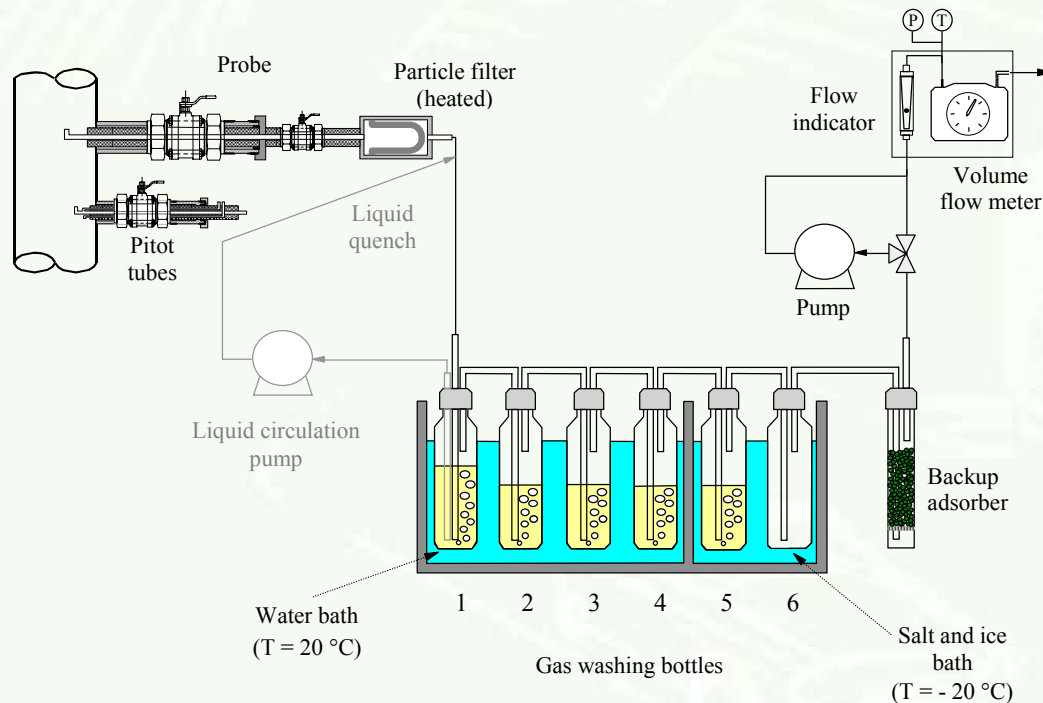 P
T
Probe
Particle filter
(heated)
Flow
indicator
Volume
flow meter
Liquid
quench
Pitot
tubes
Pump
Liquid circulation
pump
Backup
adsorber
Water bath
(T = 20 °C)
1
2
3
4
5
6
Salt and ice
bath
(T = - 20 °C)
Gas washing bottles